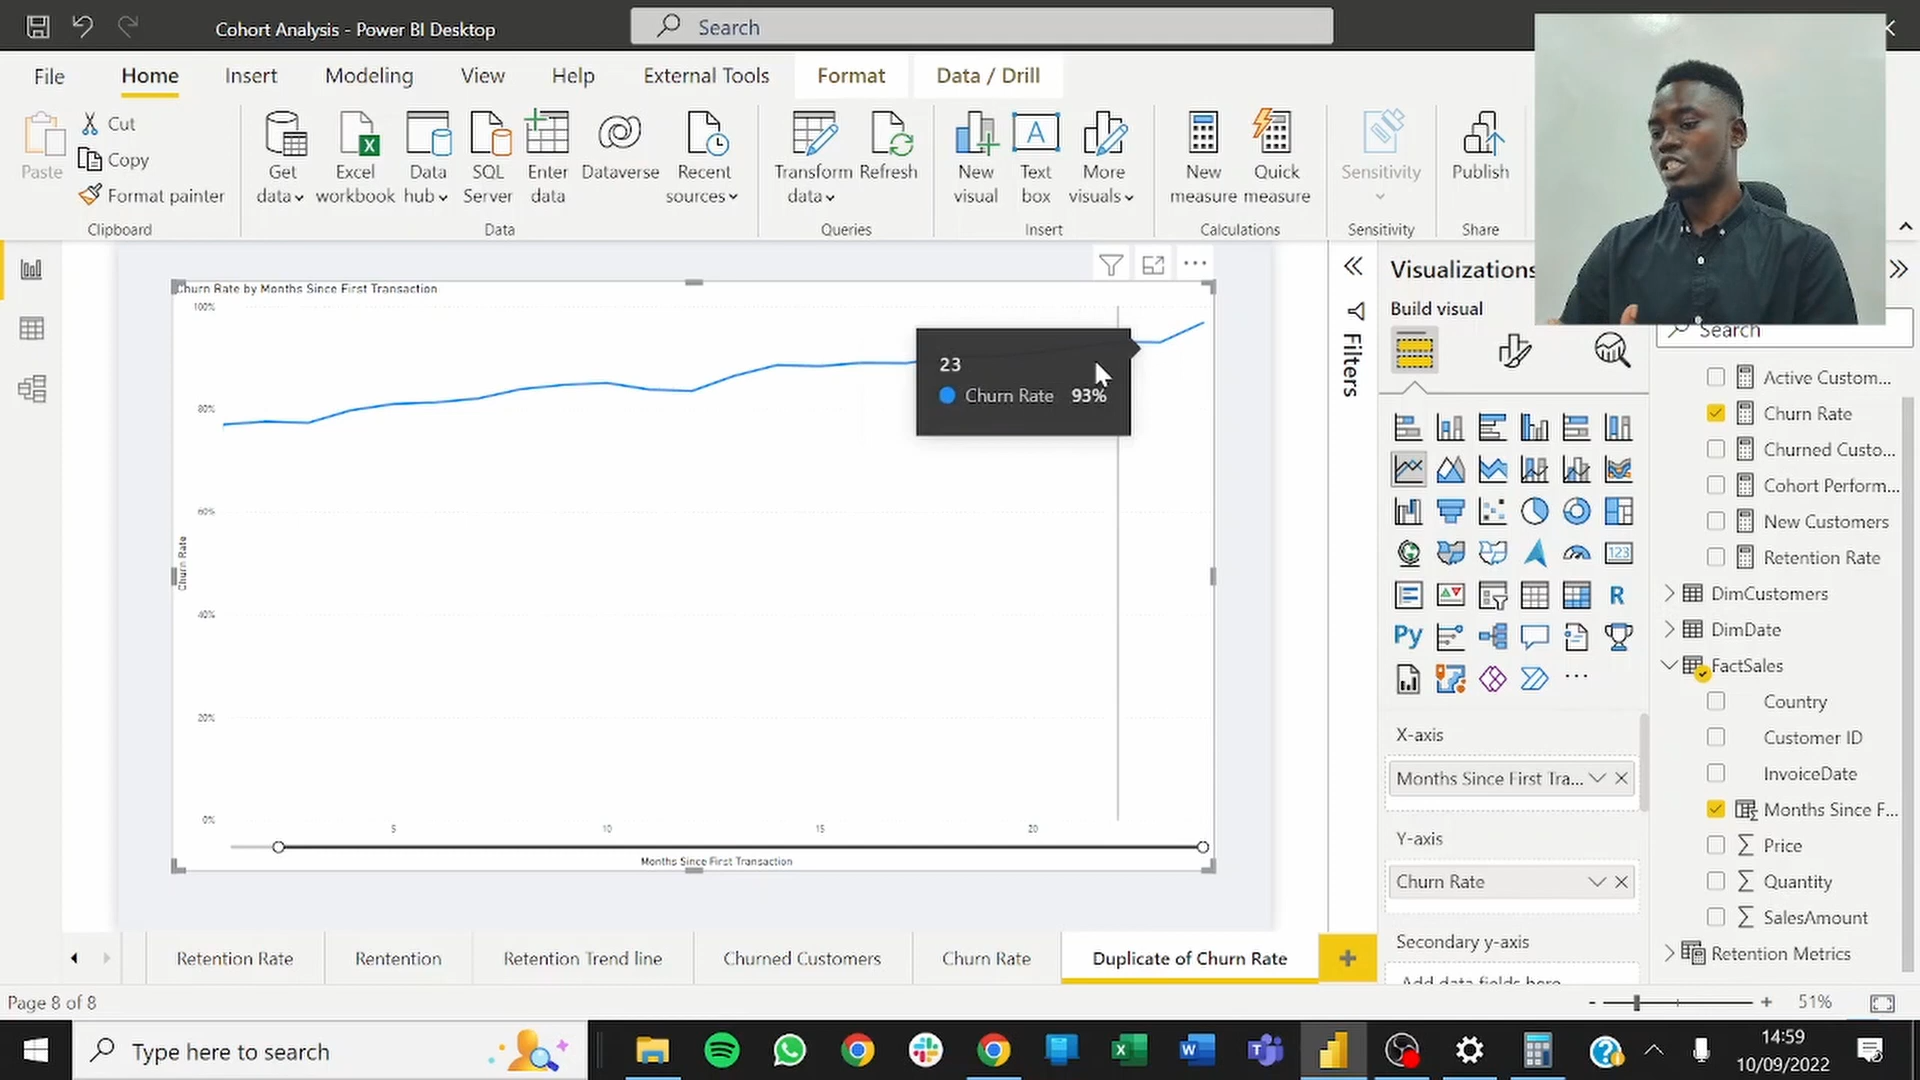 Cohort Analysis - Power BI Desktop
Search
File
Home
Insert
Modeling
View
Help
External Tools
Format
Data / Drill
Paste
Cut
Copy
Format painter
Clipboard
Get data
Excel workbook
Data hub
SQL Server
Enter data
Dataverse
Recent sources
Data
Transform data
Refresh
Queries
New visual
A
Text box
More visuals
Insert
New measure
Quick measure
Calculations
Sensitivity
Sensitivity
Publish
Share
Churn Rate by Months Since First Transaction
100%
80%
60%
40%
20%
0%
Churn Rate
23
Churn Rate 93%
5
10
15
20
Months Since First Transaction
Filters
Visualizations
Build visual
123
R
Py
X-axis
Months Since First Tra...
Y-axis
Churn Rate
Secondary y-axis
Add data fields here
Search
Active Custom...
Churn Rate
Churned Custo...
Cohort Perform...
New Customers
Retention Rate
DimCustomers
DimDate
FactSales
Country
Customer ID
InvoiceDate
Months Since F...
Price
Quantity
SalesAmount
Retention Metrics
Retention Rate
Rentention
Retention Trend line
Churned Customers
Churn Rate
Duplicate of Churn Rate
Page 8 of 8
51%
Type here to search
14:59
10/09/2022